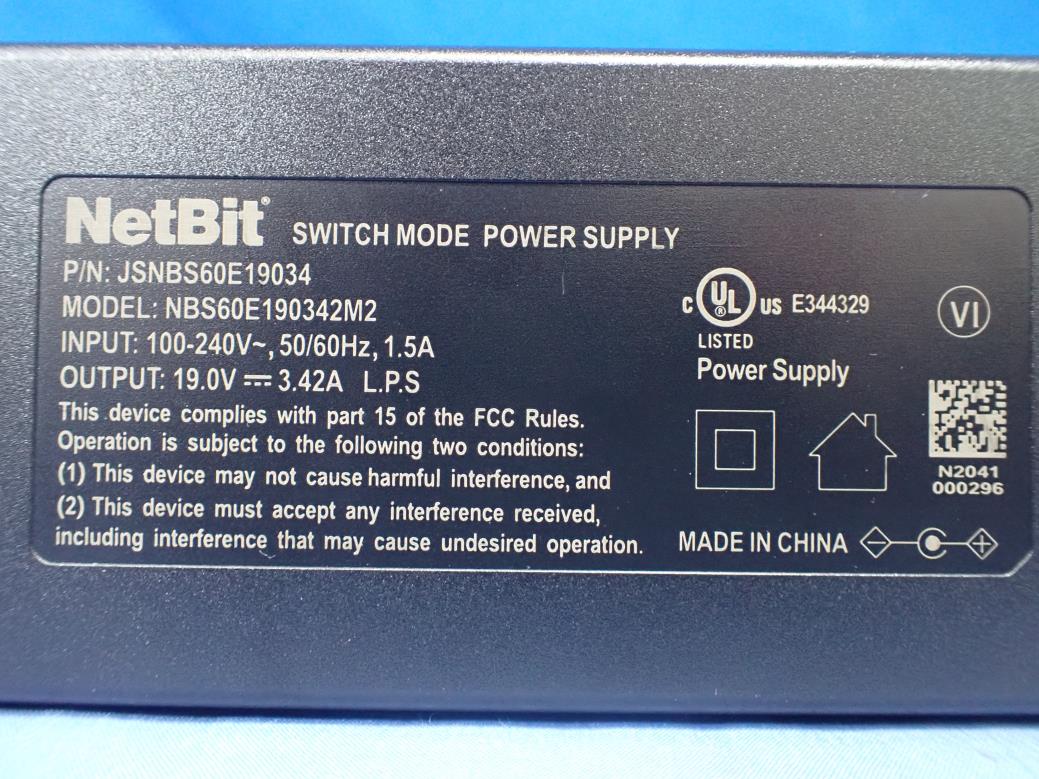 NetBit® SWITCH MODE POWER SUPPLY
P/N: JSNBS60E19034
MODEL: NBS60E190342M2
INPUT: 100-240V~, 50/60Hz, 1.5A
OUTPUT: 19.0V ⎓ 3.42A L.P.S
This device complies with part 15 of the FCC Rules.
Operation is subject to the following two conditions:
(1) This device may not cause harmful interference, and
(2) This device must accept any interference received,
including interference that may cause undesired operation.
C UL® US E344329
LISTED
Power Supply
VI
N2041
000296
MADE IN CHINA